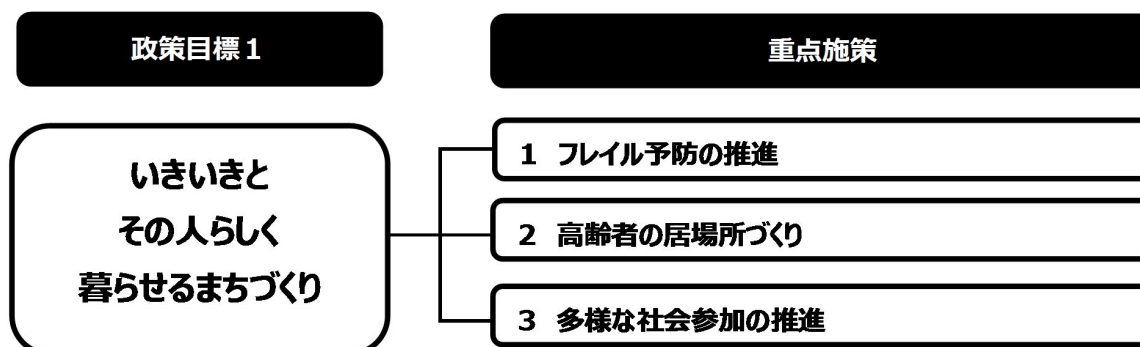 政策目標１
重点施策
いきいきと
その人らしく
暮らせるまちづくり
1 フレイル予防の推進
2 高齢者の居場所づくり
3 多様な社会参加の推進